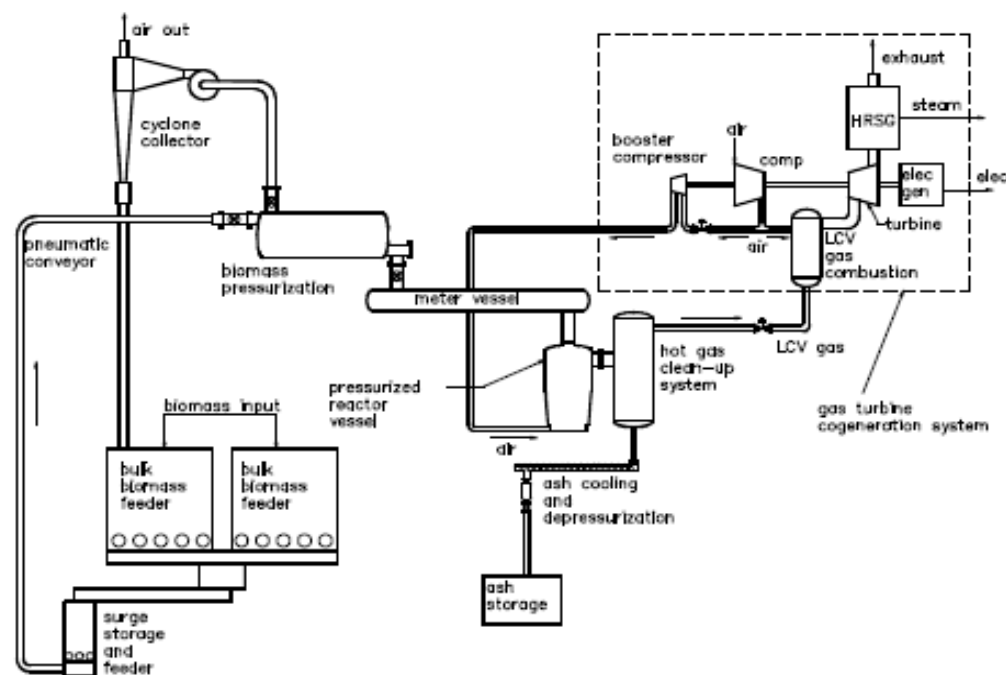 air out
cyclone
collector
pneumatic
conveyor
biomass
pressurization
meter vessel
booster
compressor
air
comp
exhaust
HRSG
steam
elec
gen
elec
turbine
air
LCV
gas
combustion
LCV gas
hot gas
clean-up
system
gas turbine
cogeneration system
pressurized
reactor
vessel
air
biomass input
bulk
biomass
feeder
bulk
biomass
feeder
ash cooling
and
depressurization
ash
storage
surge
storage
and
feeder